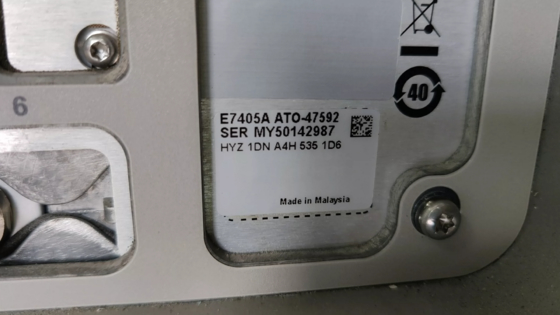 40
6
E7405A ATO-47592
SER MY50142987
HYZ 1DN A4H 535 1D6
Made in Malaysia